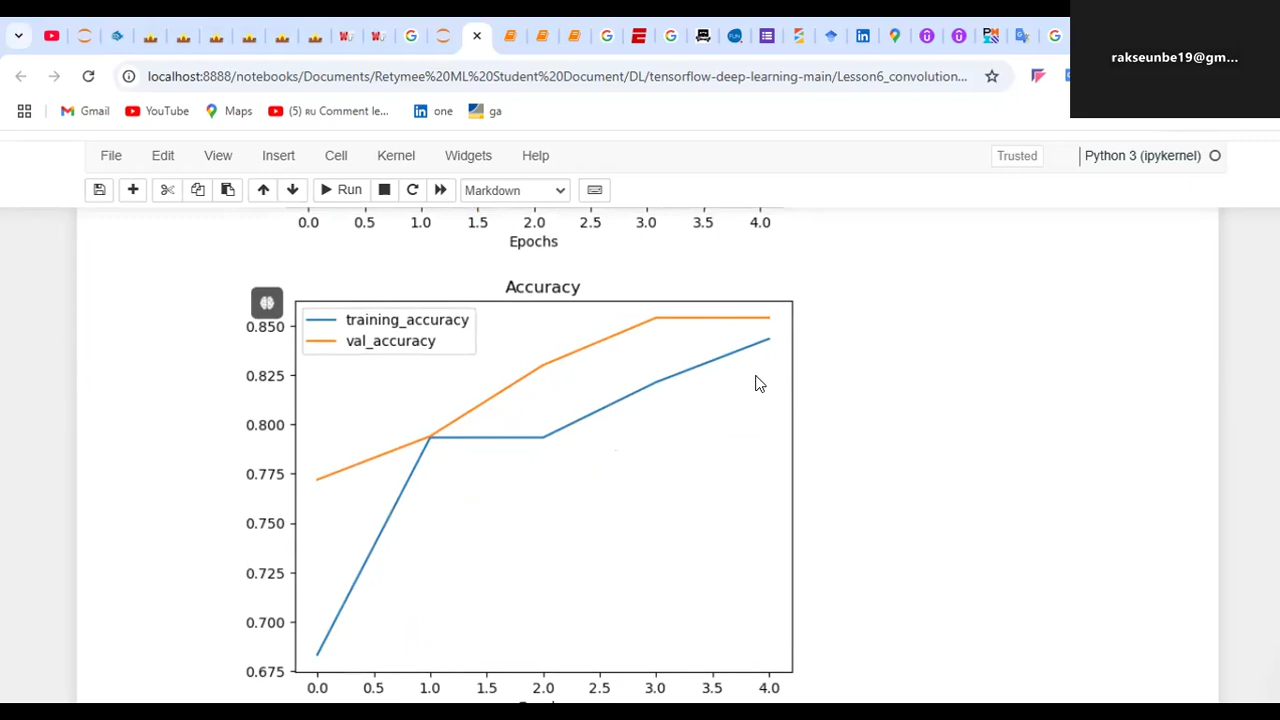 rakseunbe19@gm...
localhost:8888/notebooks/Documents/Retymee%20ML%20Student%20Document/DL/tensorflow-deep-learning-main/Lesson6_convolution...
Gmail YouTube Maps (5) ຂບ Comment le... one ga
File Edit View Insert Cell Kernel Widgets Help Trusted Python 3 (ipykernel)
Run Markdown
0.0 0.5 1.0 1.5 2.0 2.5 3.0 3.5 4.0
Epochs
Accuracy
training_accuracy
val_accuracy
0.850
0.825
0.800
0.775
0.750
0.725
0.700
0.675
0.0 0.5 1.0 1.5 2.0 2.5 3.0 3.5 4.0